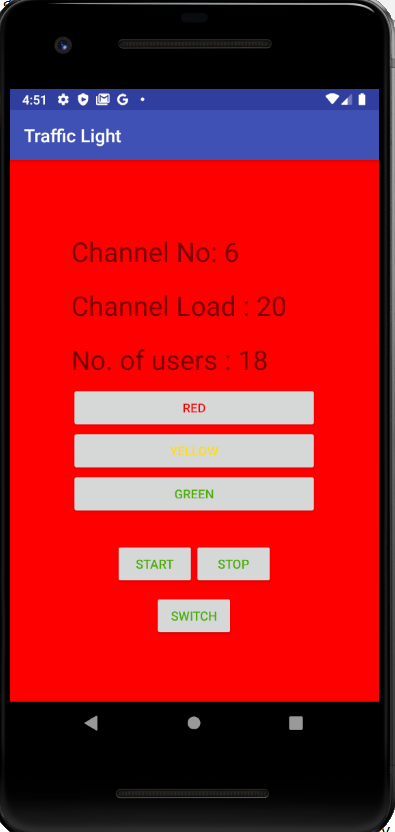 4:51 G
Traffic Light
Channel No: 6
Channel Load : 20
No. of users : 18
RED
YELLOW
GREEN
START STOP
SWITCH